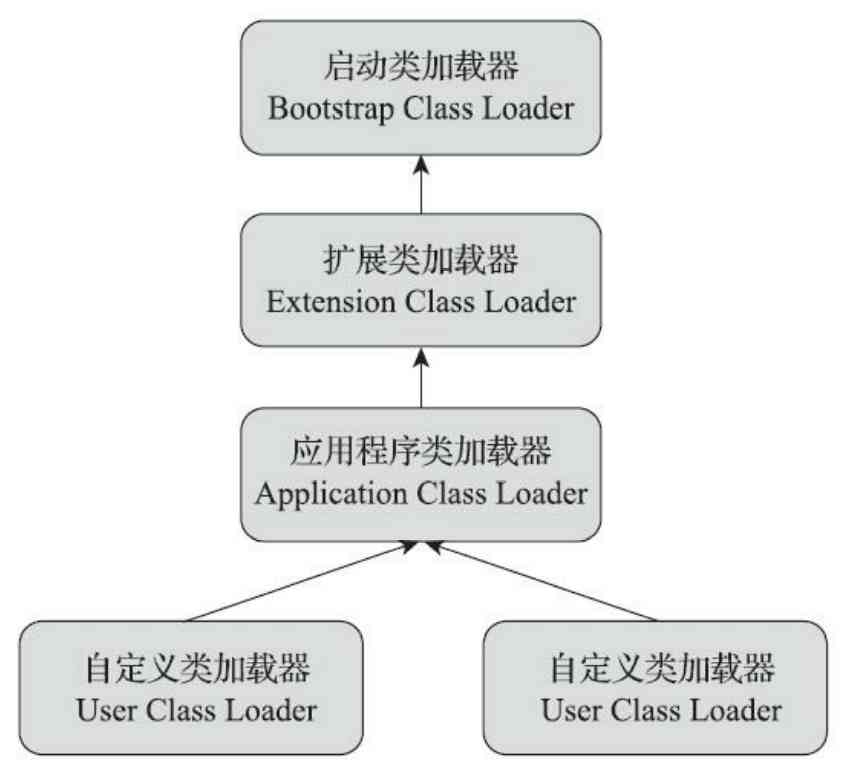 启动类加载器
Bootstrap Class Loader
扩展类加载器
Extension Class Loader
应用程序类加载器
Application Class Loader
自定义类加载器
User Class Loader
自定义类加载器
User Class Loader